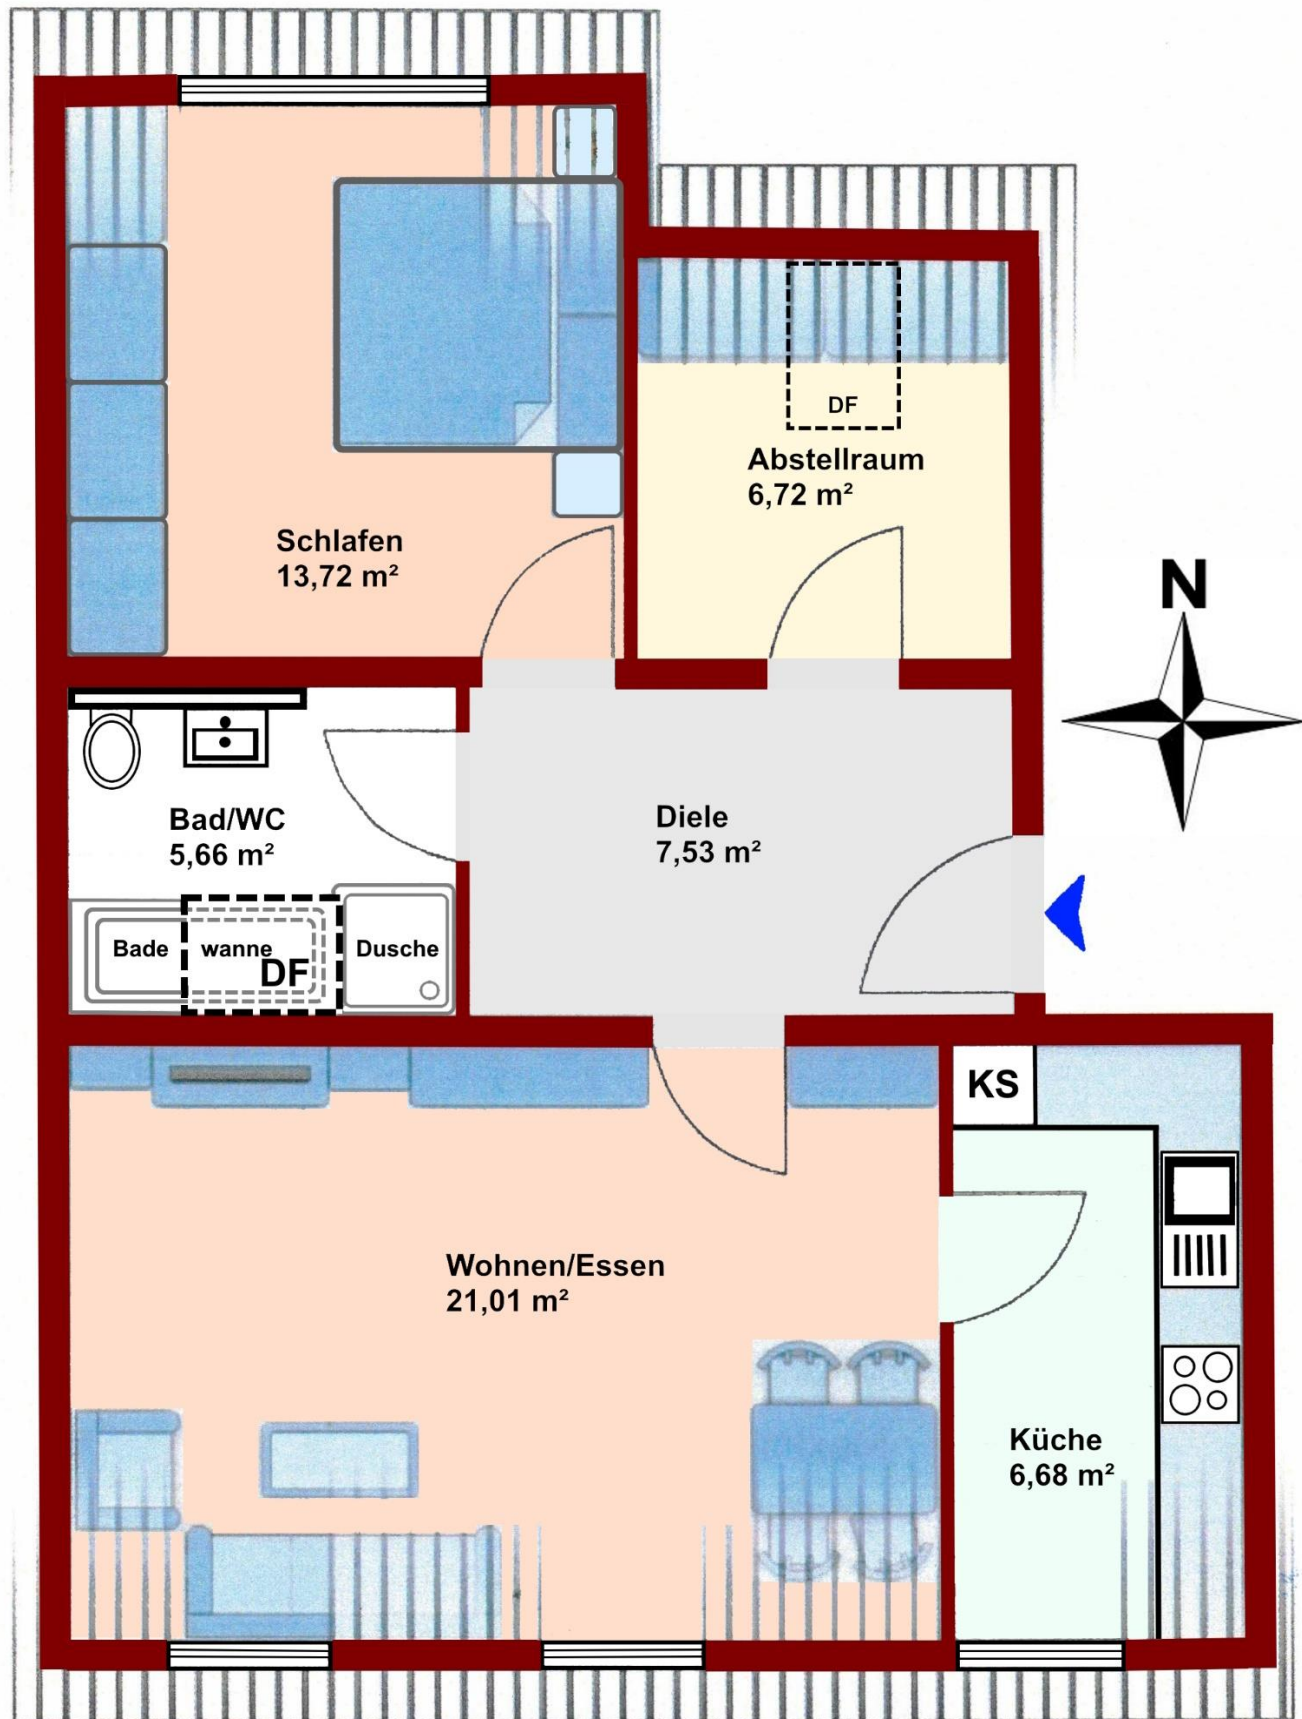 DF
Abstellraum
6,72 m²
Schlafen
13,72 m²
N
Bad/WC
5,66 m²
Diele
7,53 m²
Bade wanne
DF
Dusche
KS
Wohnen/Essen
21,01 m²
Küche
6,68 m²